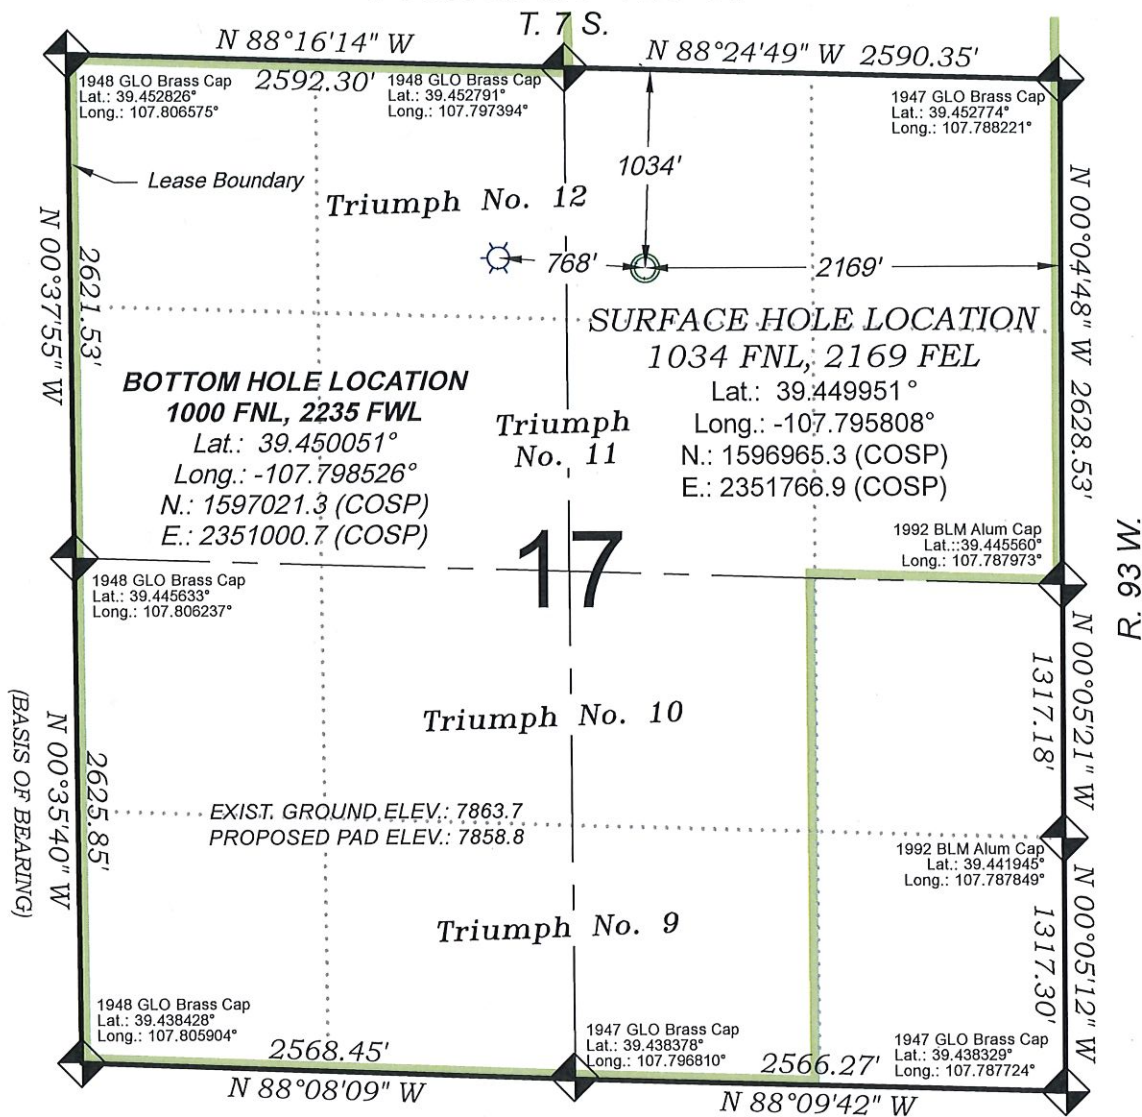 T. 7 S.
N 88°16'14" W
2592.30'
N 88°24'49" W 2590.35'
1948 GLO Brass Cap
Lat.: 39.452826°
Long.: 107.806575°
1948 GLO Brass Cap
Lat.: 39.452791°
Long.: 107.797394°
1947 GLO Brass Cap
Lat.: 39.452774°
Long.: 107.788221°
1034'
Lease Boundary
Triumph No. 12
N 00°37'55" W
2621.53'
768'
2169'
N 00°04'48" W 2628.53'
SURFACE HOLE LOCATION
1034 FNL, 2169 FEL
Lat.: 39.449951°
Long.: -107.795808°
N.: 1596965.3 (COSP)
E.: 2351766.9 (COSP)
BOTTOM HOLE LOCATION
1000 FNL, 2235 FWL
Lat.: 39.450051°
Long.: -107.798526°
N.: 1597021.3 (COSP)
E.: 2351000.7 (COSP)
Triumph
No. 11
1992 BLM Alum Cap
Lat.::39.445560°
Long.: 107.787973°
17
R. 93 W.
1948 GLO Brass Cap
Lat.: 39.445633°
Long.: 107.806237°
N 00°05'21" W
1317.18'
Triumph No. 10
(BASIS OF BEARING)
N 00°35'40" W
2625.85'
EXIST. GROUND ELEV.: 7863.7
PROPOSED PAD ELEV.: 7858.8
1992 BLM Alum Cap
Lat.: 39.441945°
Long.: 107.787849°
Triumph No. 9
N 00°05'12" W
1317.30'
1948 GLO Brass Cap
Lat.: 39.438428°
Long.: 107.805904°
1947 GLO Brass Cap
Lat.: 39.438378°
Long.: 107.796810°
1947 GLO Brass Cap
Lat.: 39.438329°
Long.: 107.787724°
2568.45'
N 88°08'09" W
2566.27'
N 88°09'42" W